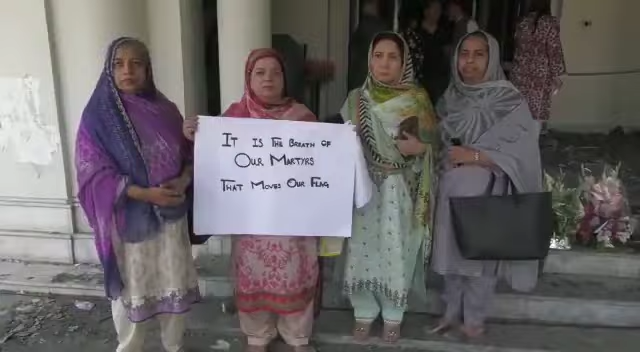 IT IS THE BREATH OF
OUR MARTYRS
THAT MOVES OUR FLAG